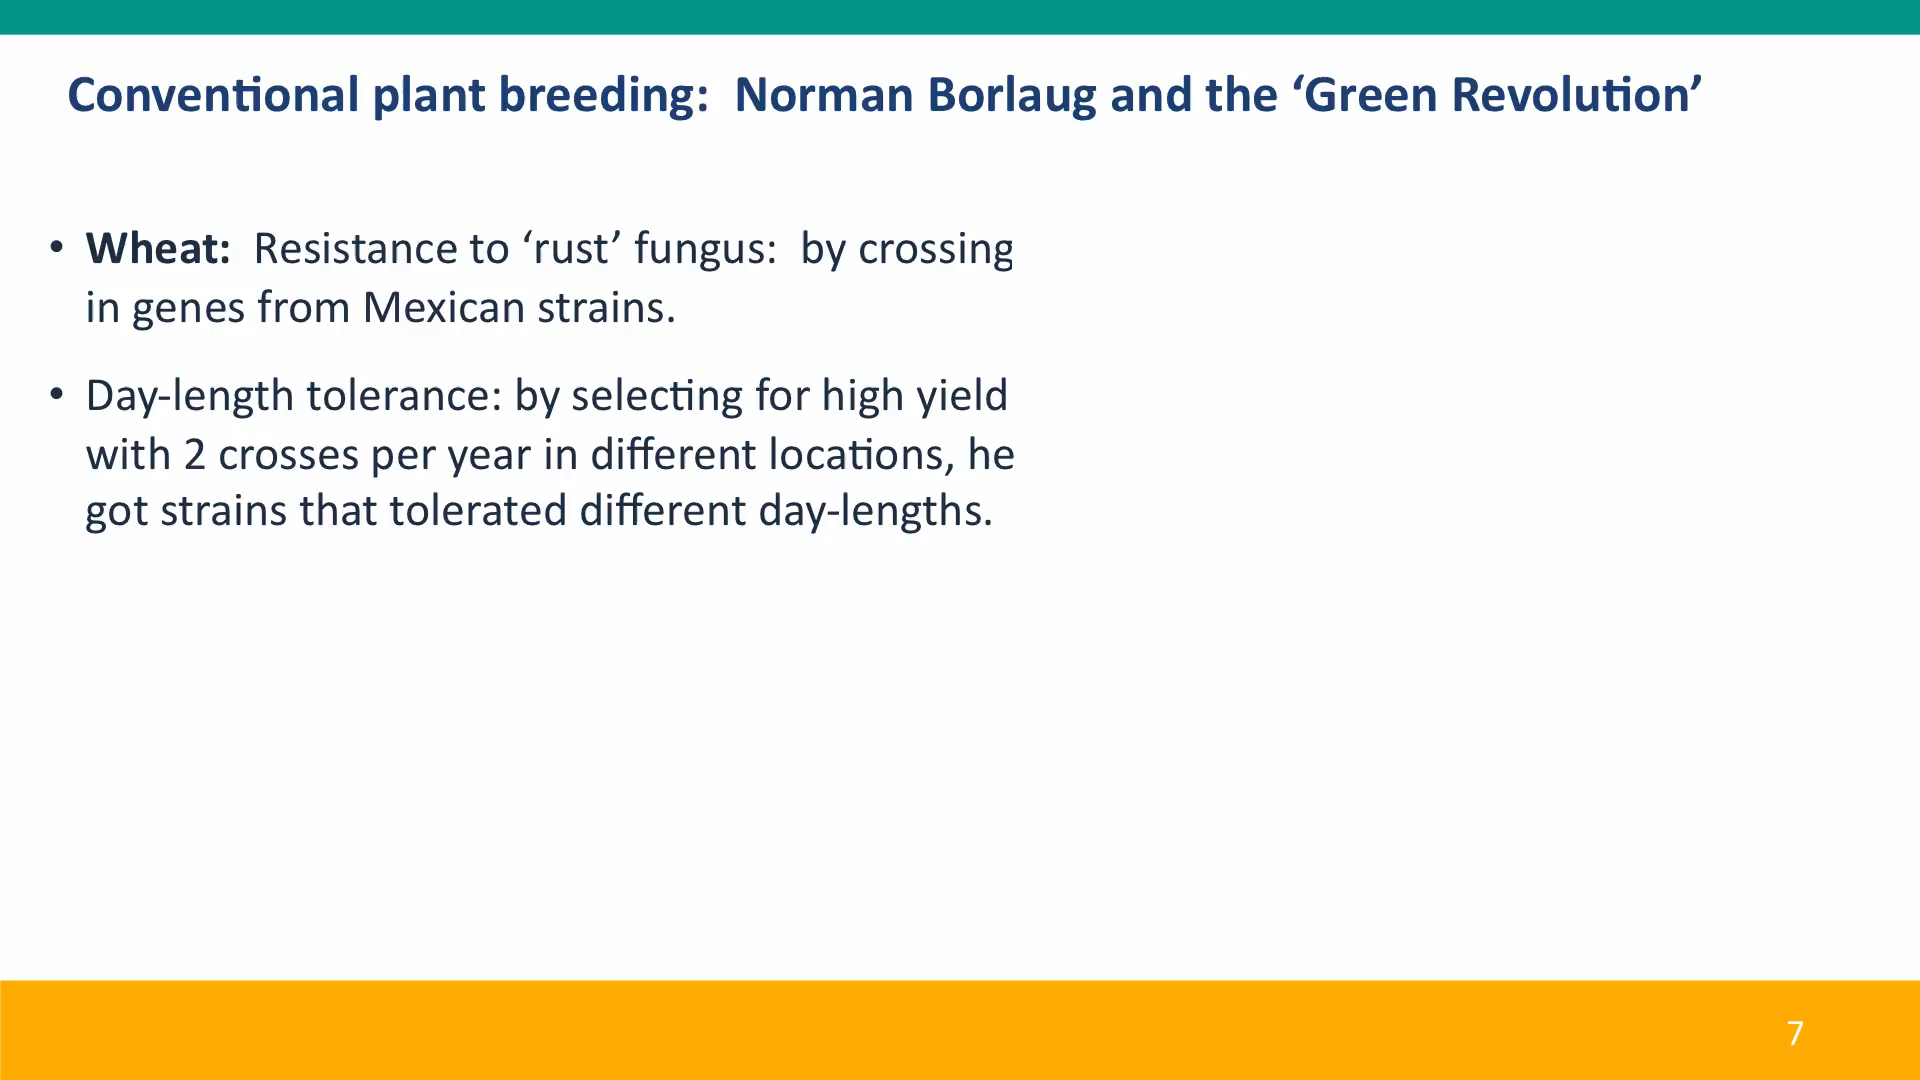 Conventional plant breeding:  Norman Borlaug and the ‘Green Revolution’
• Wheat:  Resistance to ‘rust’ fungus:  by crossing
in genes from Mexican strains.
• Day-length tolerance: by selecting for high yield
with 2 crosses per year in different locations, he
got strains that tolerated different day-lengths.
7